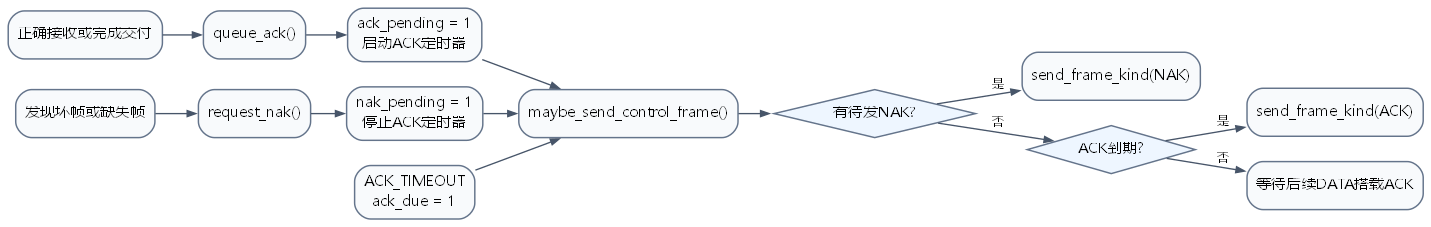 正确接收或完成交付
queue_ack()
ack_pending = 1
启动ACK定时器
发现坏帧或缺失帧
request_nak()
nak_pending = 1
停止ACK定时器
ACK_TIMEOUT
ack_due = 1
maybe_send_control_frame()
有待发NAK?
是
send_frame_kind(NAK)
否
ACK到期?
是
send_frame_kind(ACK)
否
等待后续DATA搭载ACK